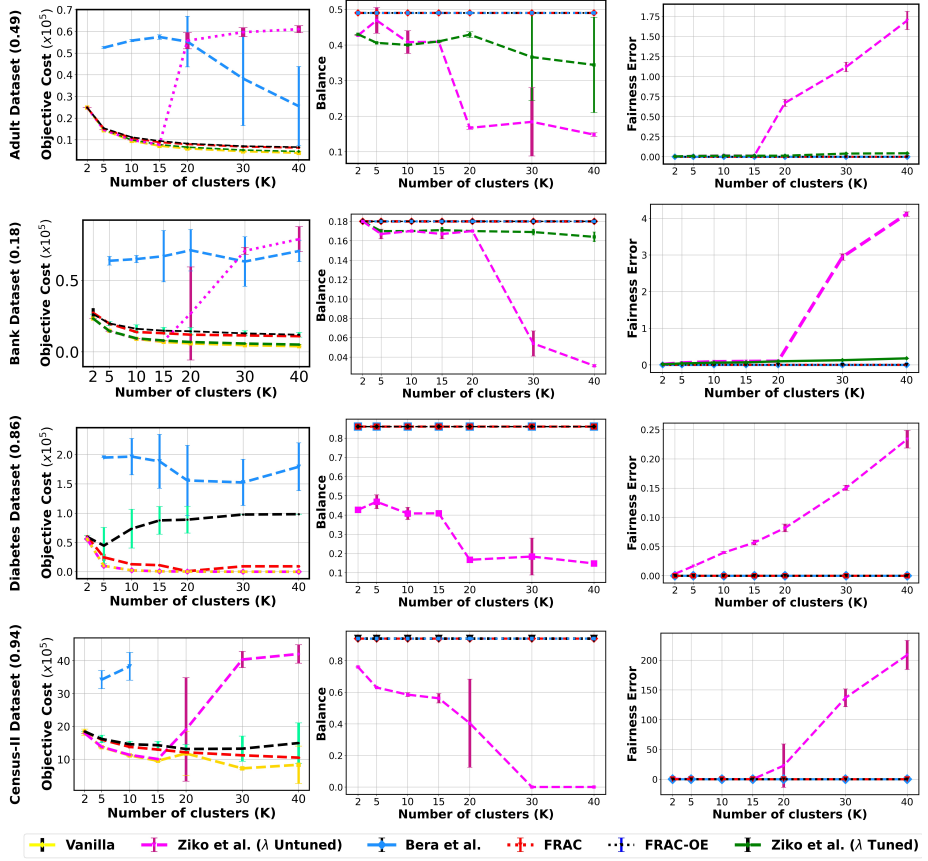 Adult Dataset (0.49)
Objective Cost (x10⁵)
0.7
0.6
0.5
0.4
0.3
0.2
0.1
2 5 10 15 20 30 40
Number of clusters (K)
Balance
0.5
0.4
0.3
0.2
0.1
2 5 10 15 20 30 40
Number of clusters (K)
Fairness Error
1.75
1.50
1.25
1.00
0.75
0.50
0.25
0.00
2 5 10 15 20 30 40
Number of clusters (K)
Bank Dataset (0.18)
Objective Cost (x10⁵)
0.5
0.0
2 5 10 15 20 30 40
Number of clusters (K)
Balance
0.18
0.16
0.14
0.12
0.10
0.08
0.06
0.04
2 5 10 15 20 30 40
Number of clusters (K)
Fairness Error
4
3
2
1
0
2 5 10 15 20 30 40
Number of clusters (K)
Diabetes Dataset (0.86)
Objective Cost (x10⁵)
2.0
1.5
1.0
0.5
0.0
2 5 10 15 20 30 40
Number of clusters (K)
Balance
0.8
0.7
0.6
0.5
0.4
0.3
0.2
0.1
2 5 10 15 20 30 40
Number of clusters (K)
Fairness Error
0.25
0.20
0.15
0.10
0.05
0.00
2 5 10 15 20 30 40
Number of clusters (K)
Census-II Dataset (0.94)
Objective Cost (x10⁵)
40
30
20
10
2 5 10 15 20 30 40
Number of clusters (K)
Balance
0.8
0.6
0.4
0.2
0.0
2 5 10 15 20 30 40
Number of clusters (K)
Fairness Error
200
150
100
50
0
2 5 10 15 20 30 40
Number of clusters (K)
Vanilla Ziko et al. (λ Untuned) Bera et al. FRAC FRAC-OE Ziko et al. (λ Tuned)